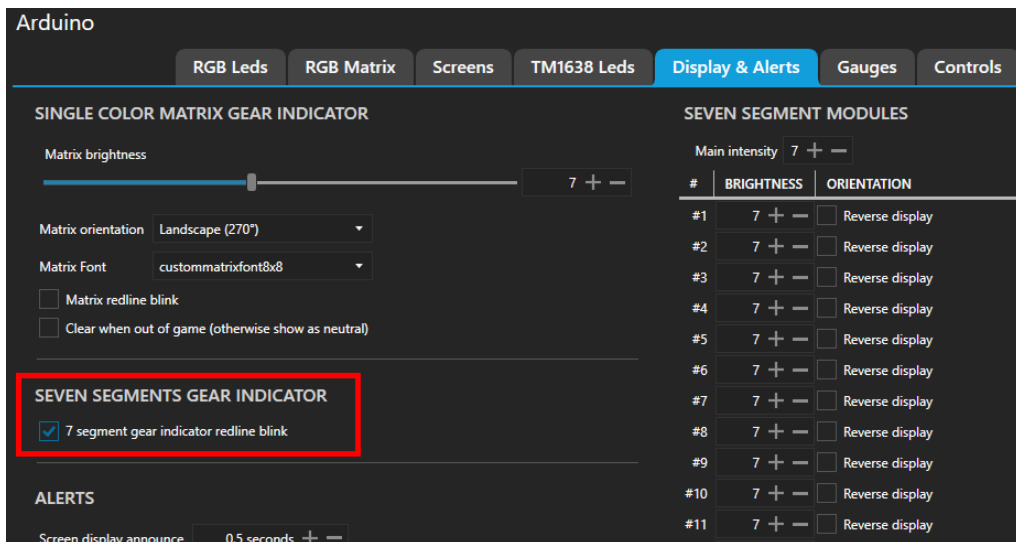 Arduino
RGB Leds RGB Matrix Screens TM1638 Leds Display & Alerts Gauges Controls
SINGLE COLOR MATRIX GEAR INDICATOR
Matrix brightness
7
Matrix orientation Landscape (270°)
Matrix Font custommatrixfont8x8
Matrix redline blink
Clear when out of game (otherwise show as neutral)
SEVEN SEGMENTS GEAR INDICATOR
7 segment gear indicator redline blink
ALERTS
Screen display announce 0.5 seconds
SEVEN SEGMENT MODULES
Main intensity 7
# BRIGHTNESS ORIENTATION
#1 7 Reverse display
#2 7 Reverse display
#3 7 Reverse display
#4 7 Reverse display
#5 7 Reverse display
#6 7 Reverse display
#7 7 Reverse display
#8 7 Reverse display
#9 7 Reverse display
#10 7 Reverse display
#11 7 Reverse display